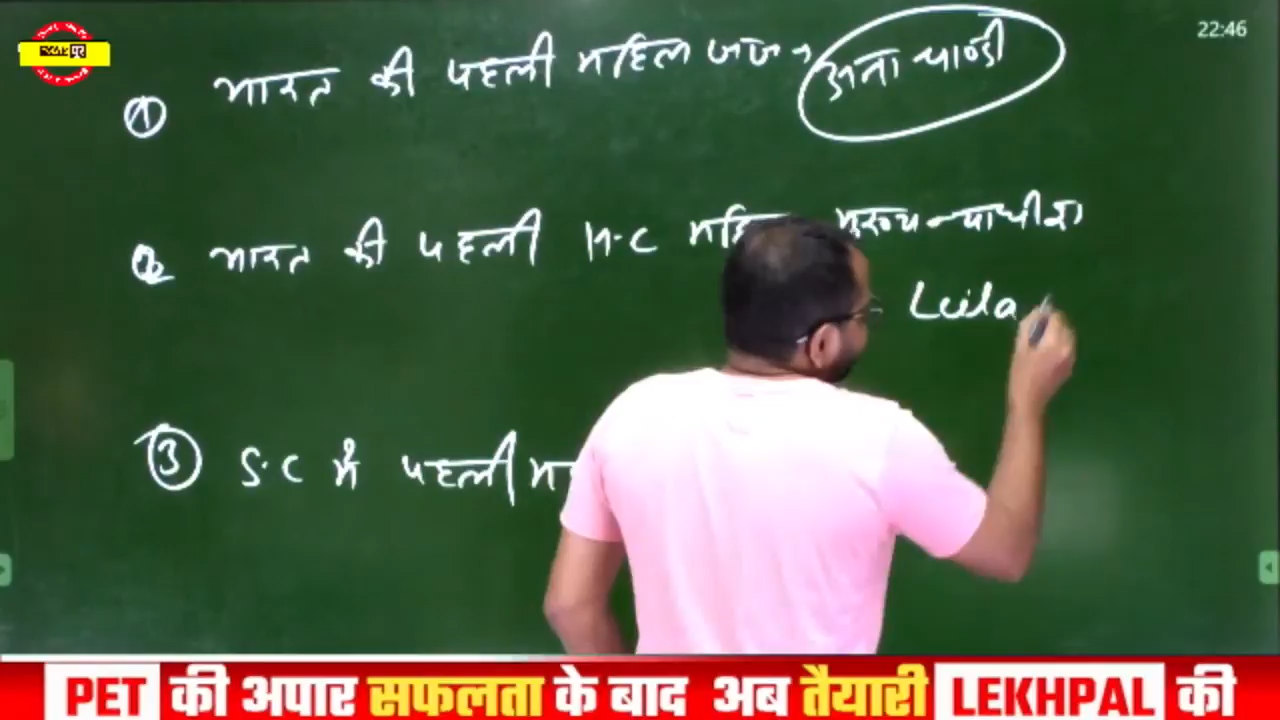 22:46
EXAM पुर
① भारत की पहली महिला जज → अन्ना चाण्डी
② भारत की पहली H.C महि मुख्य न्यायाधीश
Leila
③ S.C में पहली
PET की अपार सफलता के बाद अब तैयारी LEKHPAL की